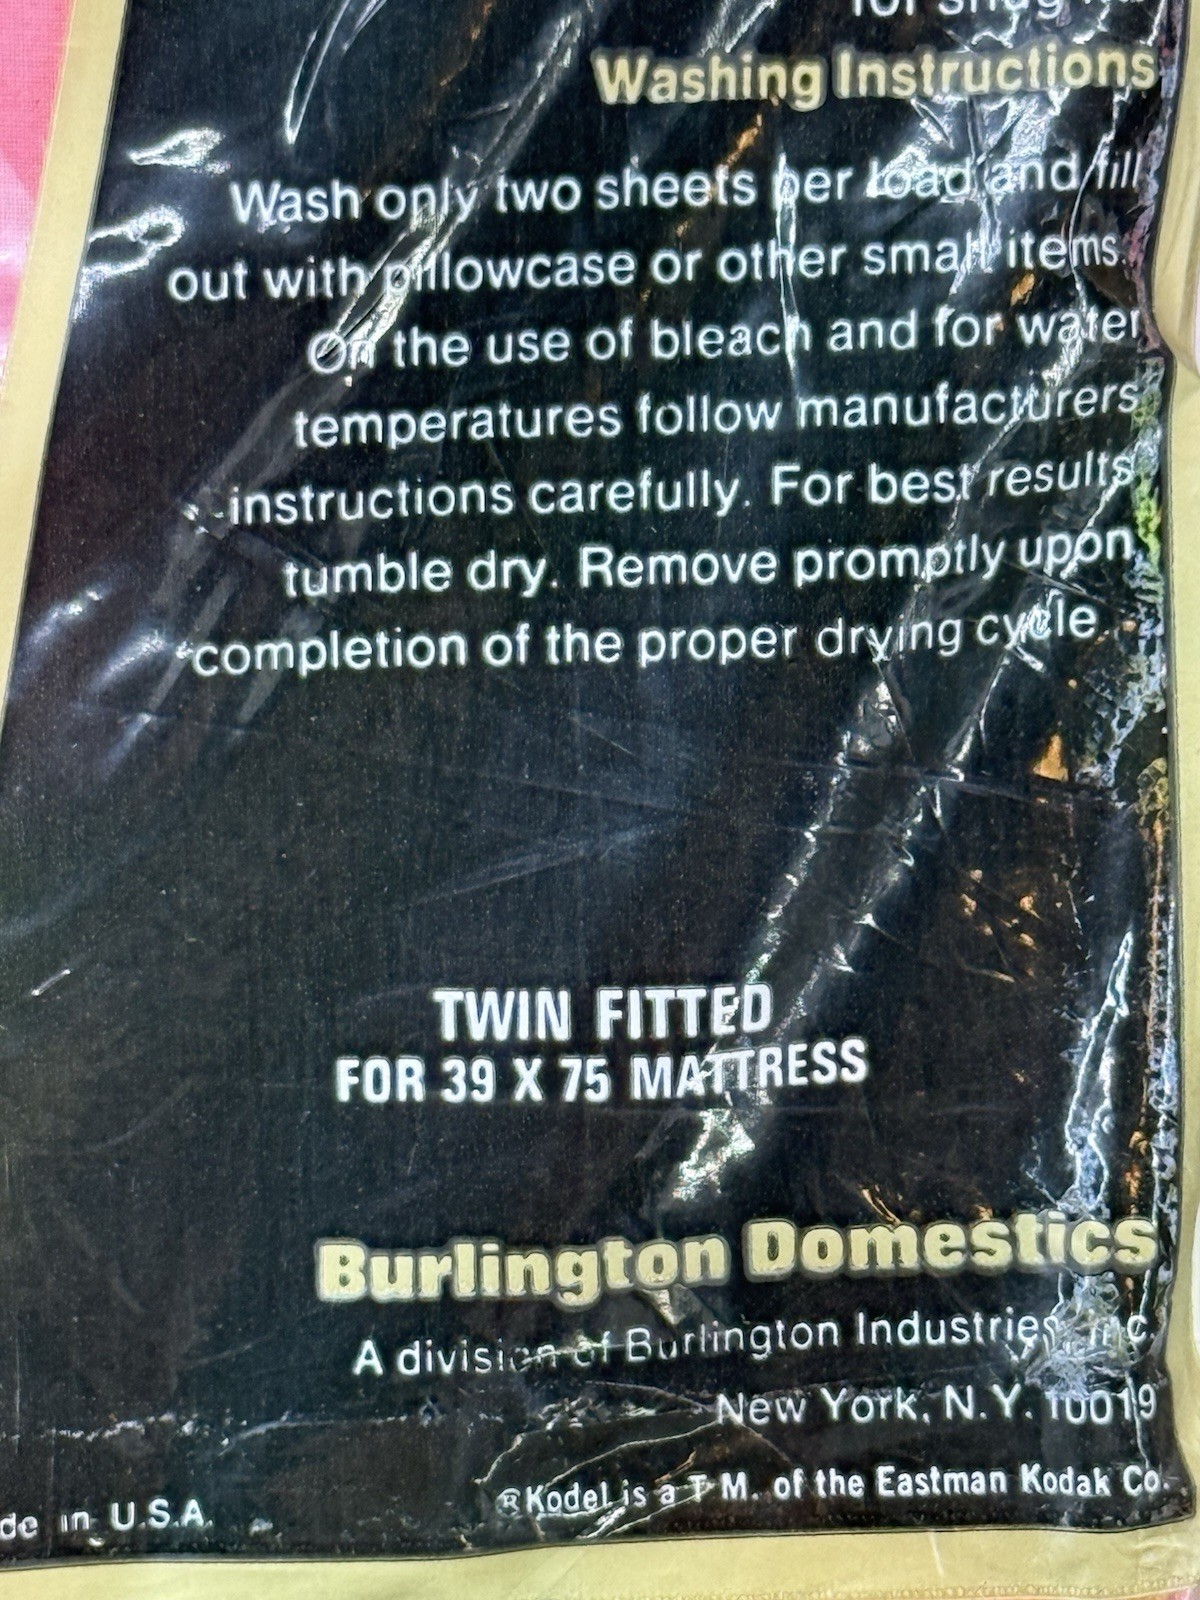 for snug
Washing Instructions
Wash only two sheets per load and fill
out with pillowcase or other small items.
On the use of bleach and for water
temperatures follow manufacturers
instructions carefully. For best results
tumble dry. Remove promptly upon
completion of the proper drying cycle
TWIN FITTED
FOR 39 X 75 MATTRESS
Burlington Domestics
A division of Burlington Industries, Inc.
New York, N.Y. 10019
®Kodel is a T.M. of the Eastman Kodak Co.
de in U.S.A.